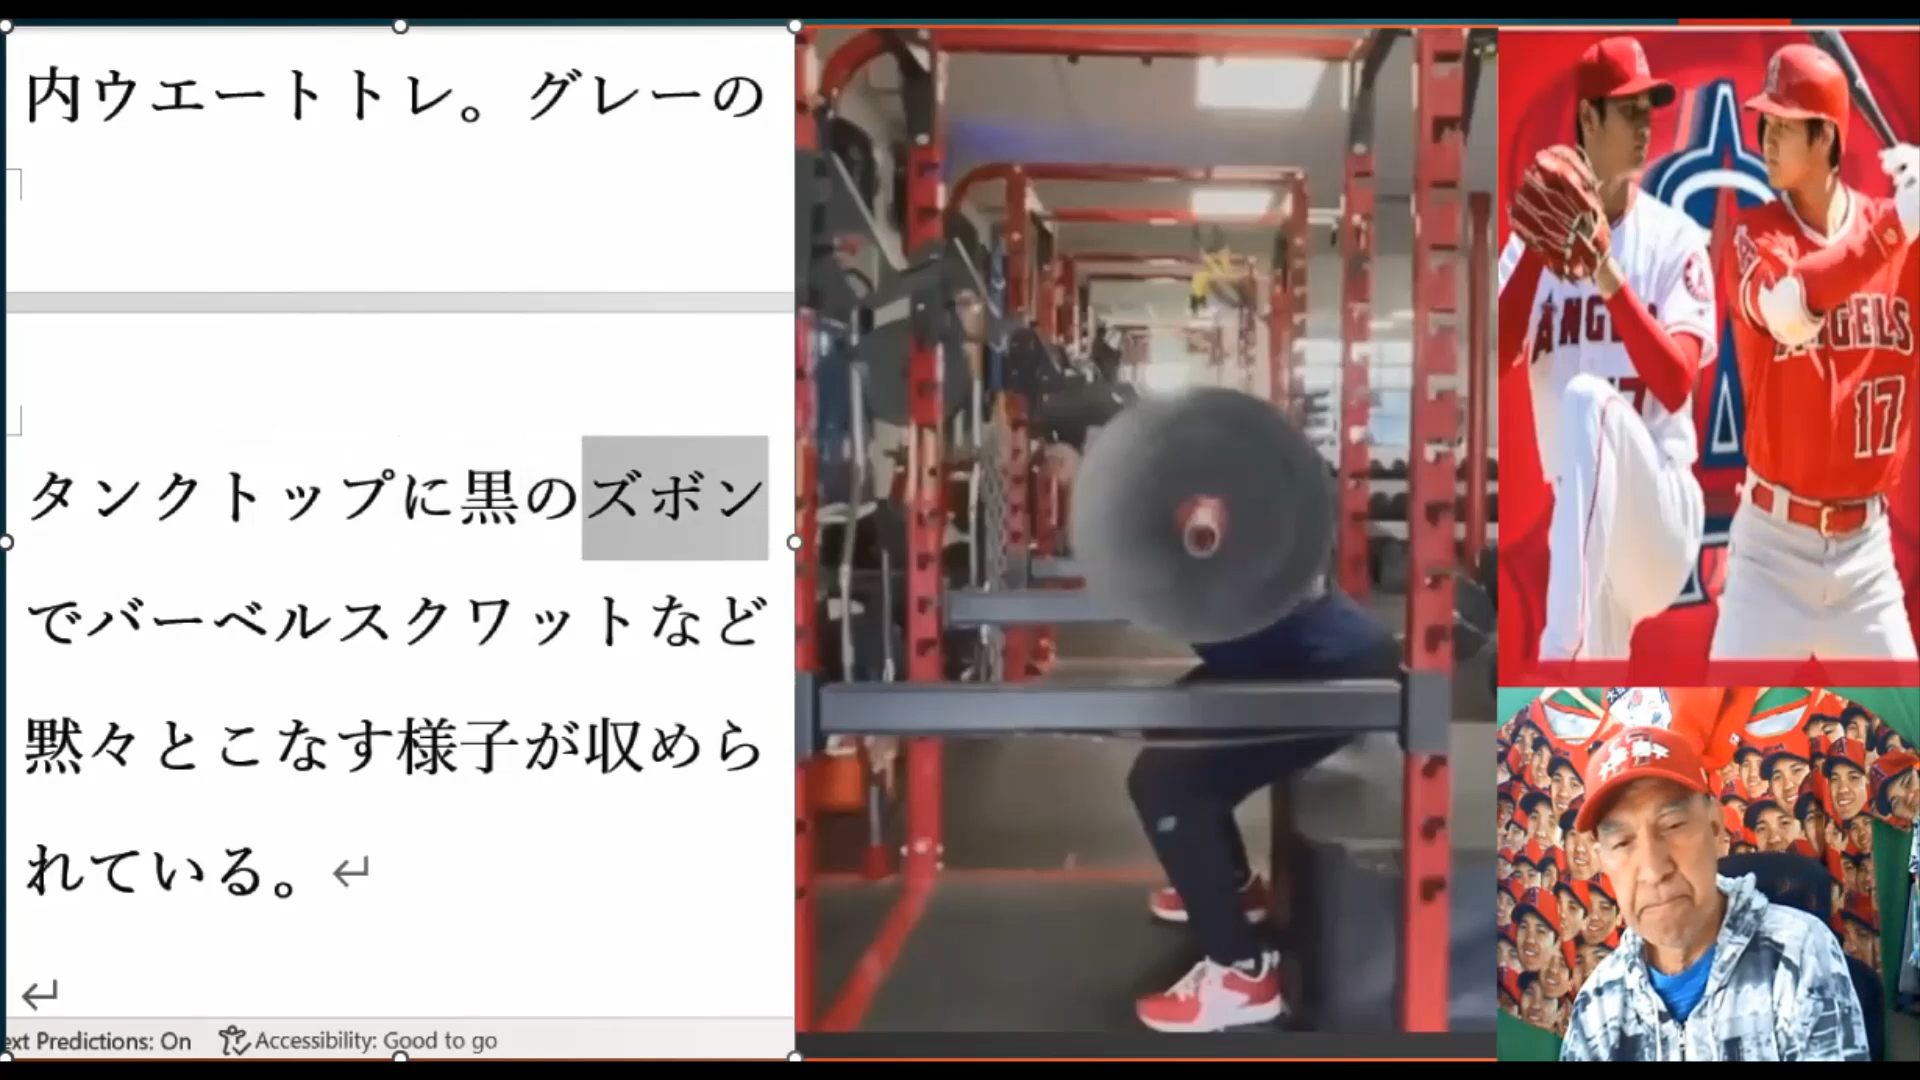 内ウエートトレ。グレーの
タンクトップに黒のズボン
でバーベルスクワットなど
黙々とこなす様子が収めら
れている。
ext Predictions: On Accessibility: Good to go
ANGELS
17